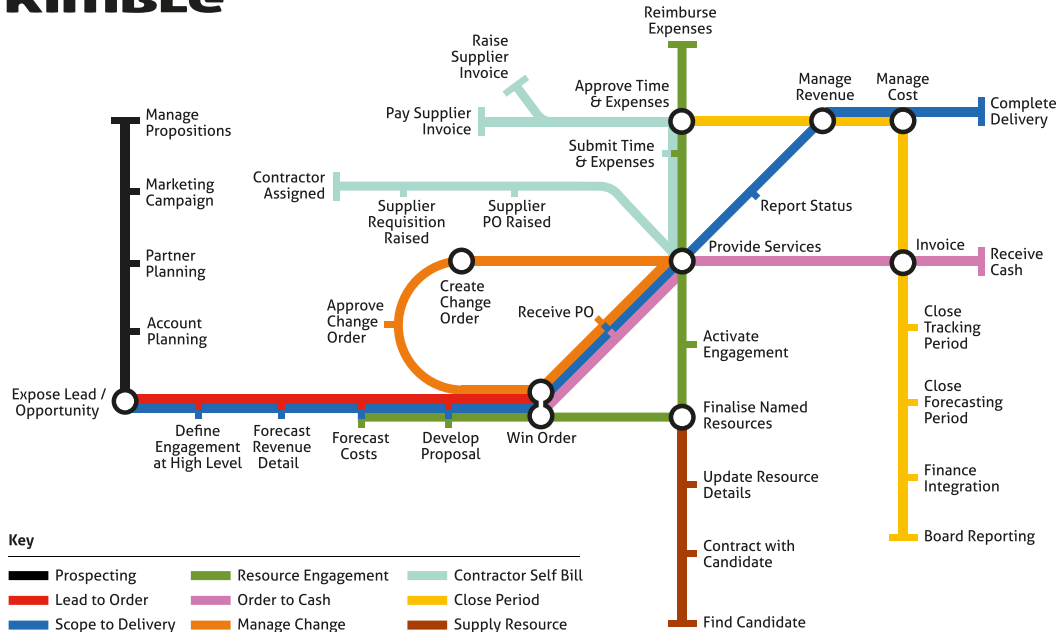 KIMBLE
Reimburse
Expenses
Raise
Supplier
Invoice
Approve Time
& Expenses
Manage
Revenue
Manage
Cost
Complete
Delivery
Pay Supplier
Invoice
Manage
Propositions
Submit Time
& Expenses
Contractor
Assigned
Marketing
Campaign
Supplier
Requisition
Raised
Supplier
PO Raised
Report Status
Provide Services
Invoice
Receive
Cash
Partner
Planning
Create
Change
Order
Approve
Change
Order
Receive PO
Account
Planning
Activate
Engagement
Close
Tracking
Period
Expose Lead /
Opportunity
Define
Engagement
at High Level
Forecast
Revenue
Detail
Forecast
Costs
Develop
Proposal
Win Order
Finalise Named
Resources
Close
Forecasting
Period
Update Resource
Details
Finance
Integration
Contract with
Candidate
Board Reporting
Find Candidate
Key
Prospecting
Resource Engagement
Contractor Self Bill
Lead to Order
Order to Cash
Close Period
Scope to Delivery
Manage Change
Supply Resource